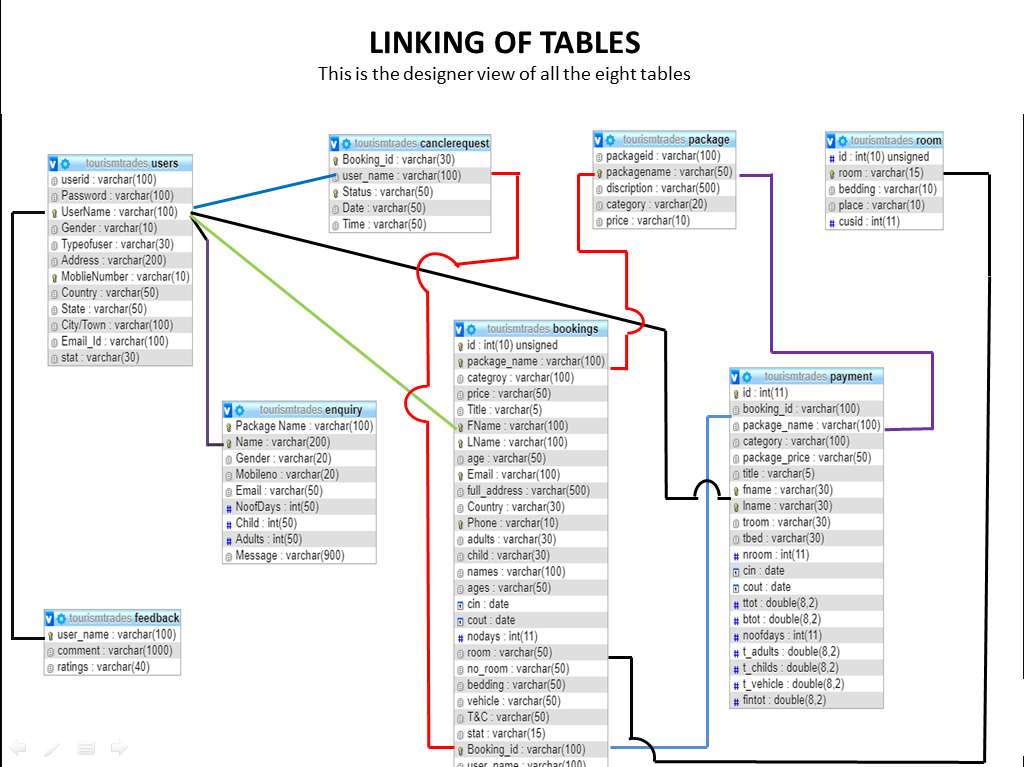 LINKING OF TABLES
This is the designer view of all the eight tables
tourismtrades users
userid : varchar(100)
Password : varchar(100)
UserName : varchar(100)
Gender : varchar(10)
Typeofuser : varchar(30)
Address : varchar(200)
MoblieNumber : varchar(10)
Country : varchar(50)
State : varchar(50)
City/Town : varchar(100)
Email_Id : varchar(100)
stat : varchar(30)
tourismtrades canclerequest
Booking_id : varchar(30)
user_name : varchar(100)
Status : varchar(50)
Date : varchar(50)
Time : varchar(50)
tourismtrades package
packageid : varchar(100)
packagename : varchar(50)
discription : varchar(500)
category : varchar(20)
price : varchar(10)
tourismtrades room
id : int(10) unsigned
room : varchar(15)
bedding : varchar(10)
place : varchar(10)
cusid : int(11)
tourismtrades enquiry
Package Name : varchar(100)
Name : varchar(200)
Gender : varchar(20)
Mobileno : varchar(20)
Email : varchar(50)
NoofDays : int(50)
Child : int(50)
Adults : int(50)
Message : varchar(900)
tourismtrades bookings
id : int(10) unsigned
package_name : varchar(100)
categroy : varchar(100)
price : varchar(50)
Title : varchar(5)
FName : varchar(100)
LName : varchar(100)
age : varchar(50)
Email : varchar(100)
full_address : varchar(500)
Country : varchar(30)
Phone : varchar(10)
adults : varchar(30)
child : varchar(30)
names : varchar(100)
ages : varchar(50)
cin : date
cout : date
nodays : int(11)
room : varchar(50)
no_room : varchar(50)
bedding : varchar(50)
vehicle : varchar(50)
T&C : varchar(50)
stat : varchar(15)
Booking_id : varchar(100)
user_name : varchar(100)
tourismtrades payment
id : int(11)
booking_id : varchar(100)
package_name : varchar(100)
category : varchar(100)
package_price : varchar(50)
title : varchar(5)
fname : varchar(30)
lname : varchar(30)
troom : varchar(30)
tbed : varchar(30)
nroom : int(11)
cin : date
cout : date
ttot : double(8,2)
btot : double(8,2)
noofdays : int(11)
t_adults : double(8,2)
t_childs : double(8,2)
t_vehicle : double(8,2)
fintot : double(8,2)
tourismtrades feedback
user_name : varchar(100)
comment : varchar(1000)
ratings : varchar(40)